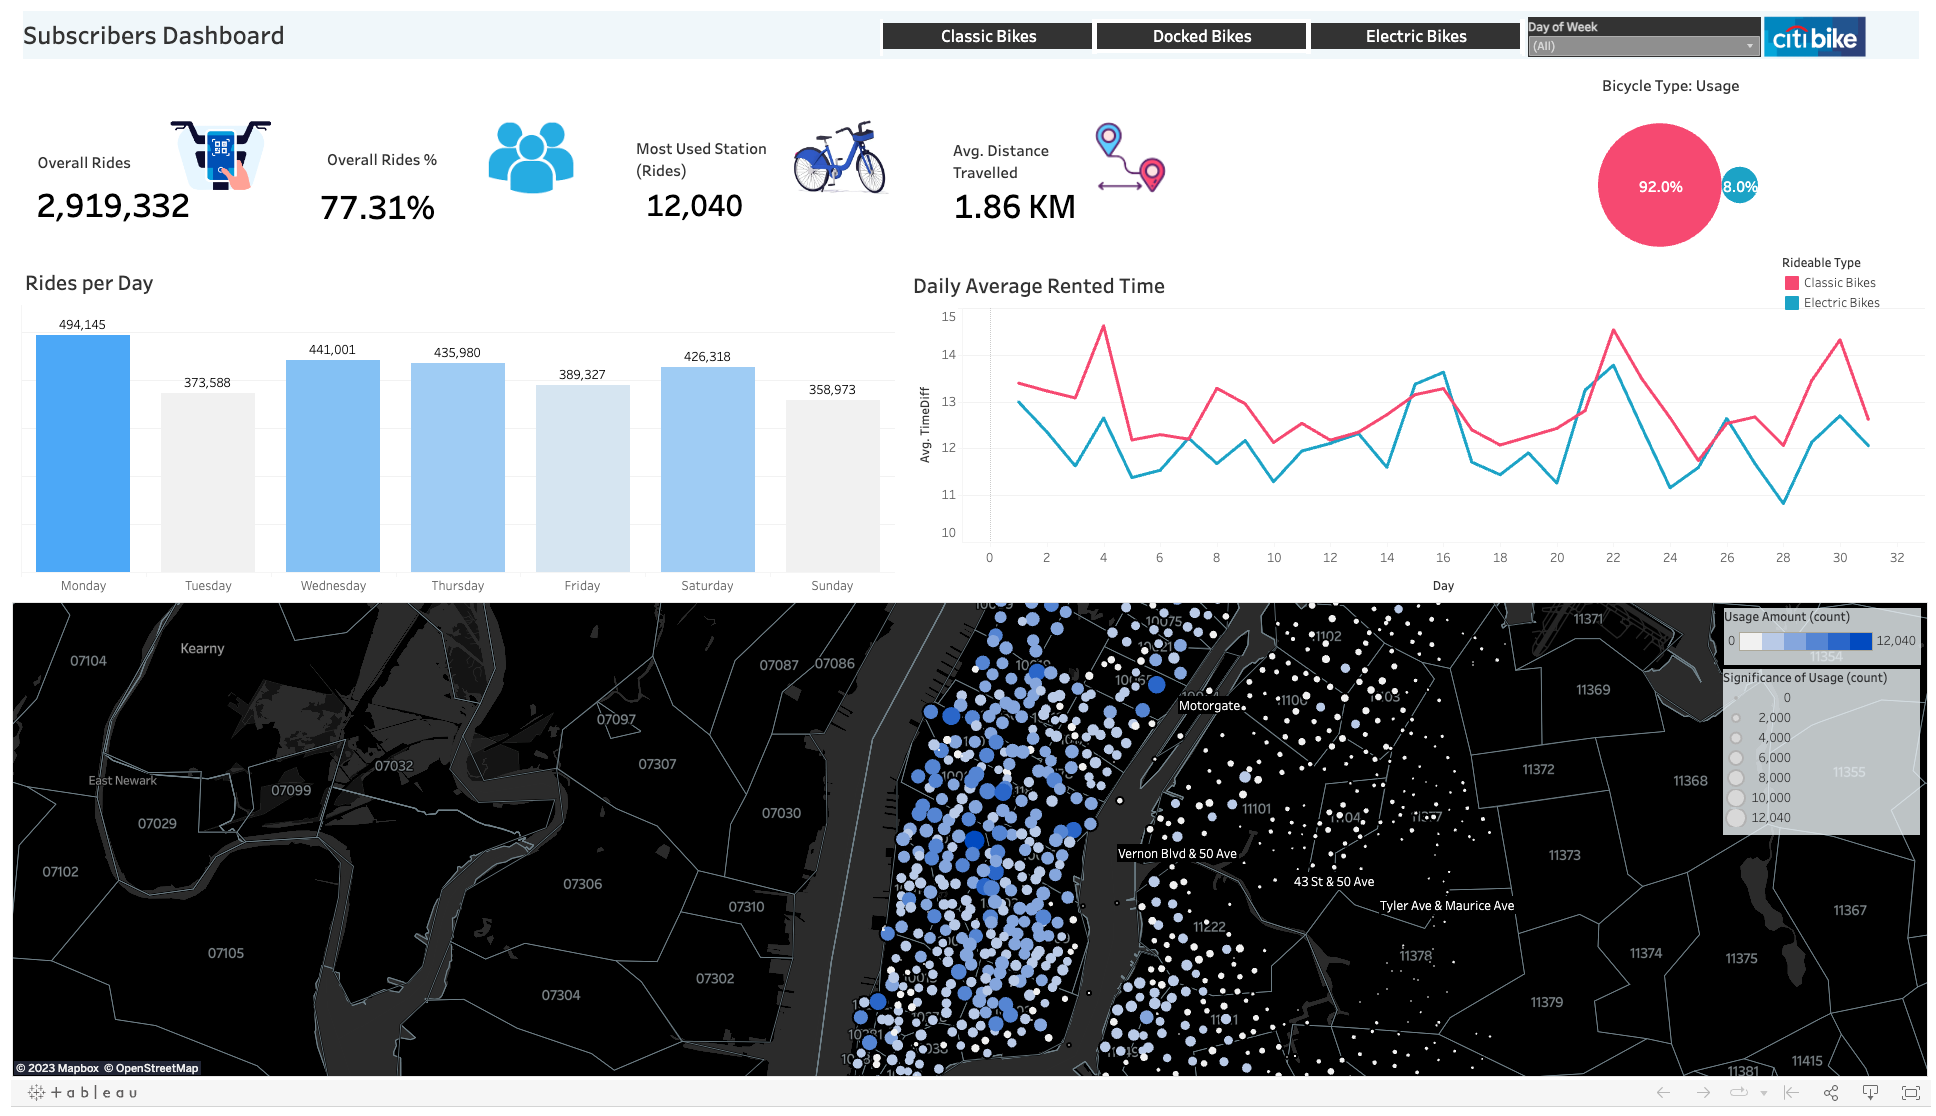 Subscribers Dashboard
Classic Bikes
Docked Bikes
Electric Bikes
Day of Week
(All)
citi bike
Bicycle Type: Usage
Overall Rides
2,919,332
Overall Rides %
77.31%
Most Used Station
(Rides)
12,040
Avg. Distance
Travelled
1.86 KM
92.0%
8.0%
Rideable Type
Classic Bikes
Electric Bikes
Rides per Day
494,145
373,588
441,001
435,980
389,327
426,318
358,973
Monday
Tuesday
Wednesday
Thursday
Friday
Saturday
Sunday
Daily Average Rented Time
Avg. TimeDiff
15
14
13
12
11
10
0
2
4
6
8
10
12
14
16
18
20
22
24
26
28
30
32
Day
07104
Kearny
07087
07086
07097
07032
07307
East Newark
07099
07029
07030
07102
07306
07310
07105
07302
07304
10075
11102
11371
11369
Motorgate
11103
11372
11368
11101
11104
11377
Vernon Blvd & 50 Ave
11373
43 St & 50 Ave
Tyler Ave & Maurice Ave
11367
11222
11378
11374
11375
11379
11415
11381
Usage Amount (count)
0
12,040
11354
Significance of Usage (count)
0
2,000
4,000
6,000
8,000
10,000
12,040
11355
© 2023 Mapbox © OpenStreetMap
+ a b | e a u